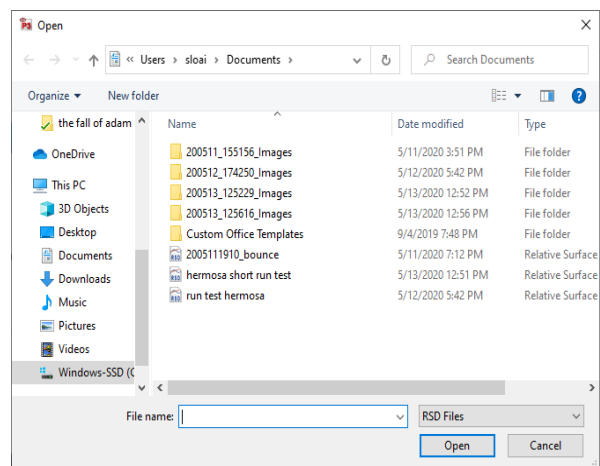 Open
« Users › sloai › Documents ›
Search Documents
Organize
New folder
the fall of adam
OneDrive
This PC
3D Objects
Desktop
Documents
Downloads
Music
Pictures
Videos
Windows-SSD (C
Name Date modified Type
200511_155156_Images 5/11/2020 3:51 PM File folder
200512_174250_Images 5/12/2020 5:42 PM File folder
200513_125229_Images 5/13/2020 12:52 PM File folder
200513_125616_Images 5/13/2020 12:56 PM File folder
Custom Office Templates 9/4/2019 7:48 PM File folder
2005111910_bounce 5/11/2020 7:12 PM Relative Surface
hermosa short run test 5/13/2020 12:51 PM Relative Surface
run test hermosa 5/12/2020 5:42 PM Relative Surface
File name:
RSD Files
Open
Cancel